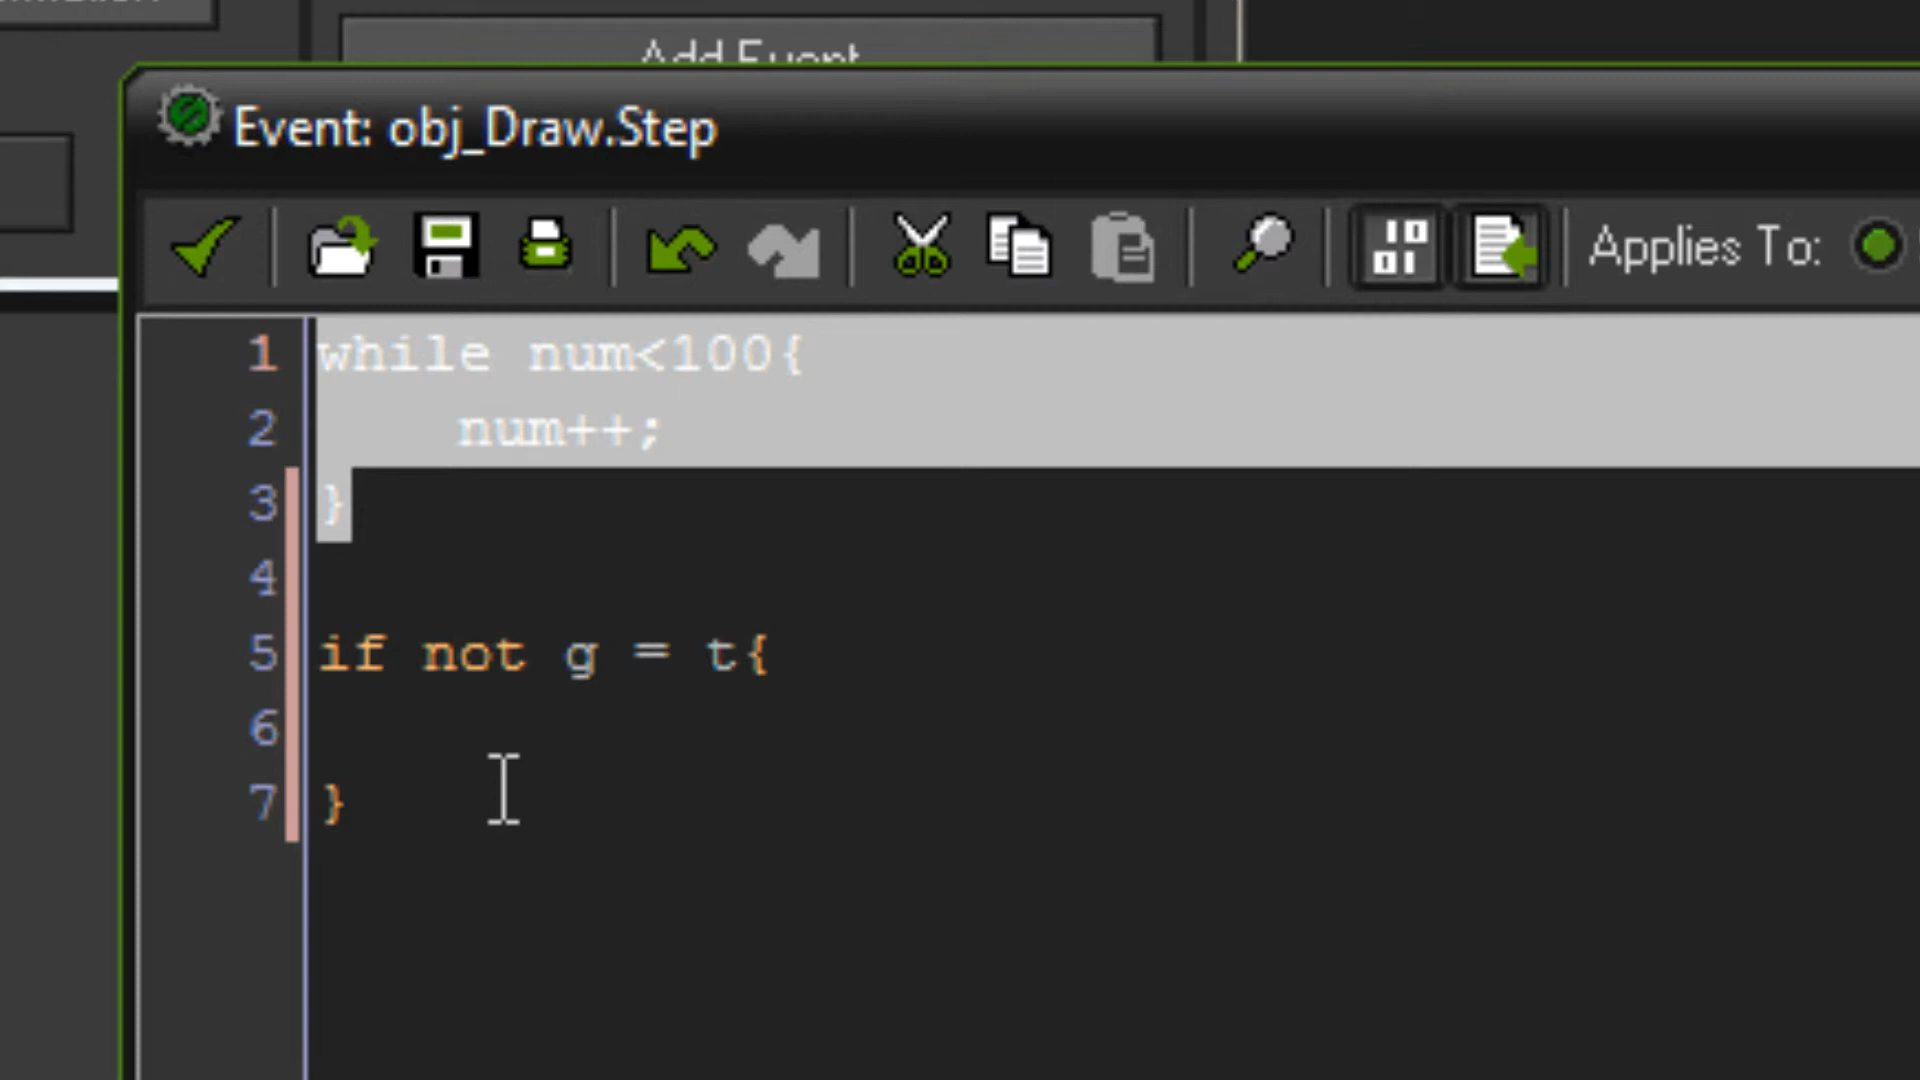 Add Event
Event: obj_Draw.Step
Applies To:
1 while num<100{
2 num++;
3 }
4
5 if not g = t{
6
7 }